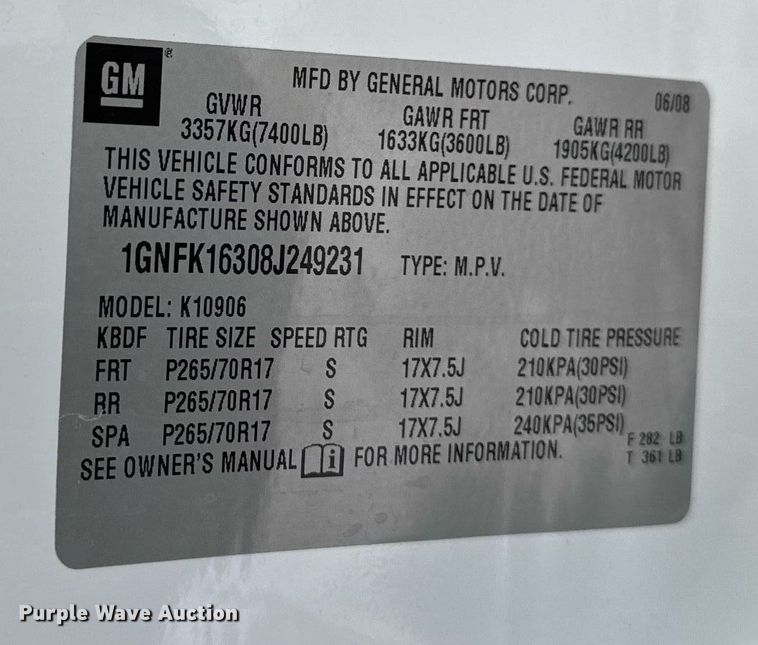 GM ®
MFD BY GENERAL MOTORS CORP. 06/08
GVWR GAWR FRT GAWR RR
3357KG(7400LB) 1633KG(3600LB) 1905KG(4200LB)
THIS VEHICLE CONFORMS TO ALL APPLICABLE U.S. FEDERAL MOTOR
VEHICLE SAFETY STANDARDS IN EFFECT ON THE DATE OF
MANUFACTURE SHOWN ABOVE.
1GNFK16308J249231 TYPE: M.P.V.
MODEL: K10906
KBDF TIRE SIZE SPEED RTG RIM COLD TIRE PRESSURE
FRT P265/70R17 S 17X7.5J 210KPA(30PSI)
RR P265/70R17 S 17X7.5J 210KPA(30PSI)
SPA P265/70R17 S 17X7.5J 240KPA(35PSI)
F 282 LB
SEE OWNER'S MANUAL i FOR MORE INFORMATION. T 361 LB
Purple Wave Auction